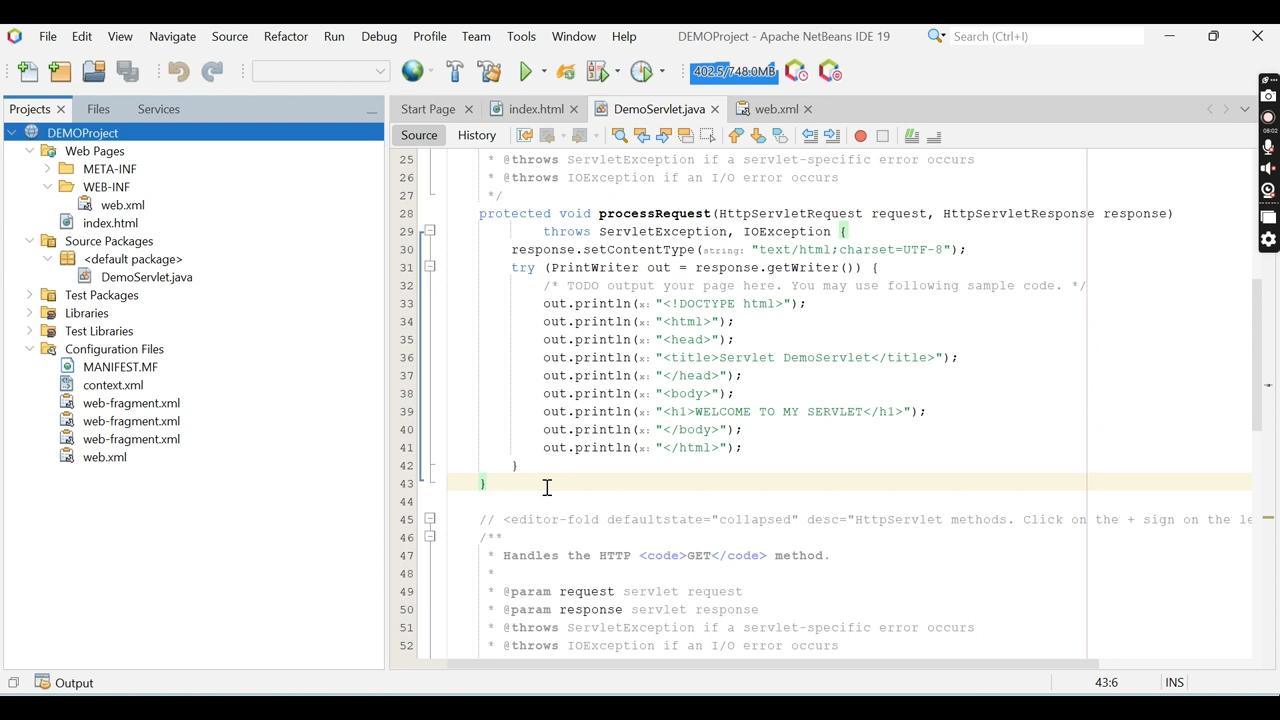 File Edit View Navigate Source Refactor Run Debug Profile Team Tools Window Help DEMOProject - Apache NetBeans IDE 19 Search (Ctrl+I)
402.5/748.0MB
Projects Files Services
DEMOProject
Web Pages
META-INF
WEB-INF
web.xml
index.html
Source Packages
<default package>
DemoServlet.java
Test Packages
Libraries
Test Libraries
Configuration Files
MANIFEST.MF
context.xml
web-fragment.xml
web-fragment.xml
web-fragment.xml
web.xml
Start Page index.html DemoServlet.java web.xml
Source History
25 * @throws ServletException if a servlet-specific error occurs
26 * @throws IOException if an I/O error occurs
27 */
28 protected void processRequest(HttpServletRequest request, HttpServletResponse response)
29 throws ServletException, IOException {
30 response.setContentType(string: "text/html;charset=UTF-8");
31 try (PrintWriter out = response.getWriter()) {
32 /* TODO output your page here. You may use following sample code. */
33 out.println(x: "<!DOCTYPE html>");
34 out.println(x: "<html>");
35 out.println(x: "<head>");
36 out.println(x: "<title>Servlet DemoServlet</title>");
37 out.println(x: "</head>");
38 out.println(x: "<body>");
39 out.println(x: "<h1>WELCOME TO MY SERVLET</h1>");
40 out.println(x: "</body>");
41 out.println(x: "</html>");
42 }
43 }
44
45 // <editor-fold defaultstate="collapsed" desc="HttpServlet methods. Click on the + sign on the le
46 /**
47 * Handles the HTTP <code>GET</code> method.
48 *
49 * @param request servlet request
50 * @param response servlet response
51 * @throws ServletException if a servlet-specific error occurs
52 * @throws IOException if an I/O error occurs
08:02
Output 43:6 INS